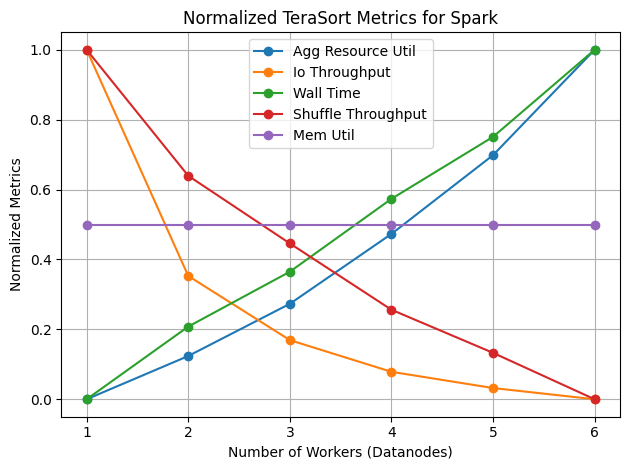 Normalized TeraSort Metrics for Spark
Agg Resource Util
Io Throughput
Wall Time
Shuffle Throughput
Mem Util
Normalized Metrics
1.0
0.8
0.6
0.4
0.2
0.0
1 2 3 4 5 6
Number of Workers (Datanodes)